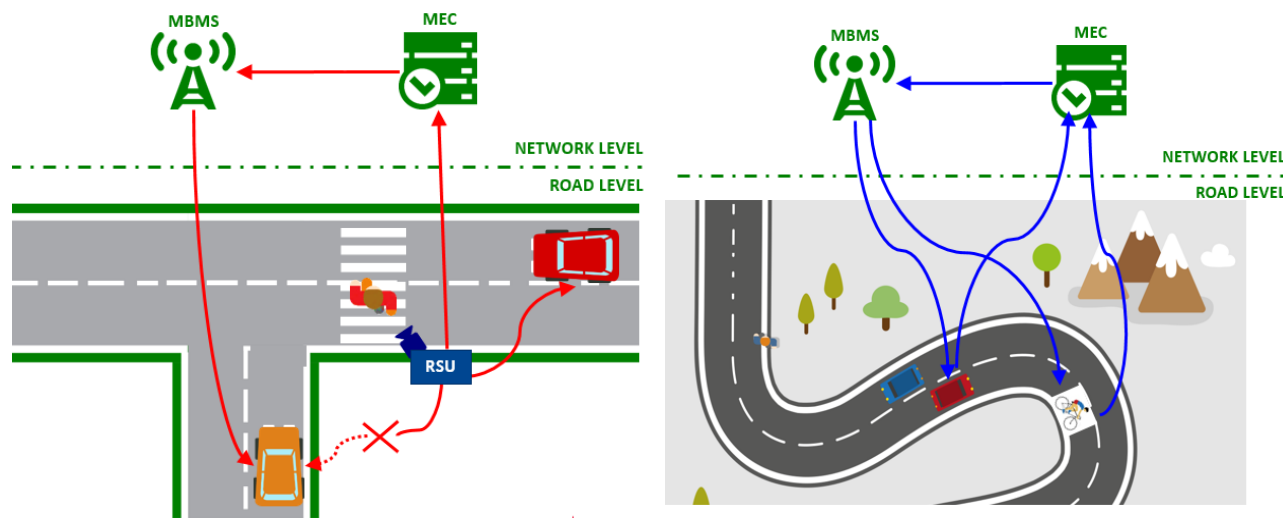 MBMS
MEC
NETWORK LEVEL
ROAD LEVEL
RSU
MBMS
MEC
NETWORK LEVEL
ROAD LEVEL